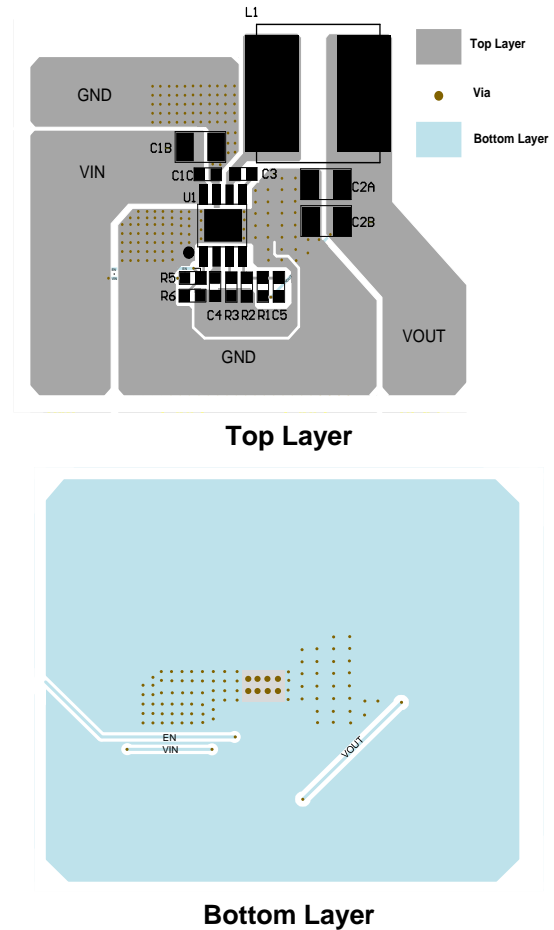 L1
Top Layer
Via
Bottom Layer
GND
C1B
VIN
C1C
C3
U1
C2A
C2B
R5
R6
C4 R3 R2 R1 C5
GND
VOUT
Top Layer
EN
VIN
VOUT
Bottom Layer